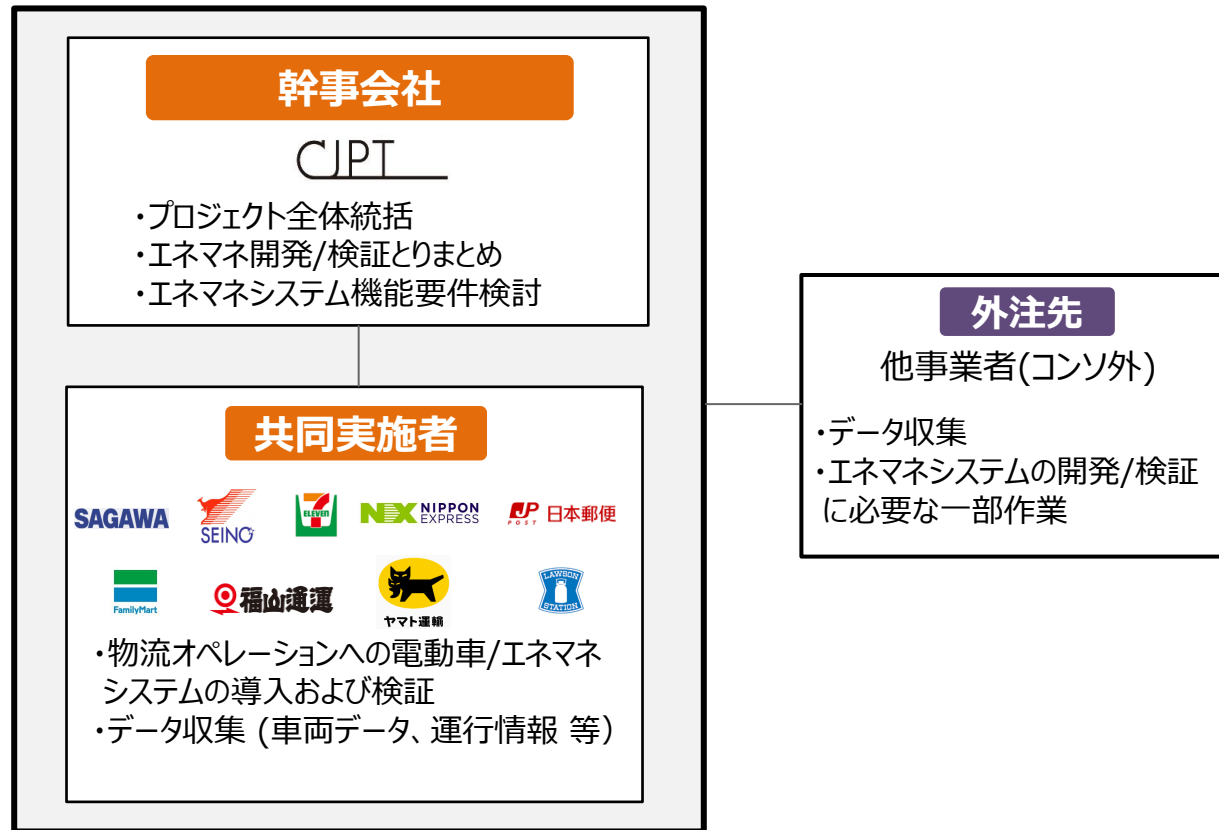 幹事会社
CJPT
・プロジェクト全体統括
・エネマネ開発/検証とりまとめ
・エネマネシステム機能要件検討
共同実施者
SAGAWA
SEINO
7
ELEVEN
NX NIPPON
EXPRESS
JP
POST
日本郵便
FamilyMart
福山通運
ヤマト運輸
LAWSON
STATION
・物流オペレーションへの電動車/エネマネ
システムの導入および検証
・データ収集 (車両データ、運行情報 等)
外注先
他事業者(コンソ外)
・データ収集
・エネマネシステムの開発/検証
に必要な一部作業